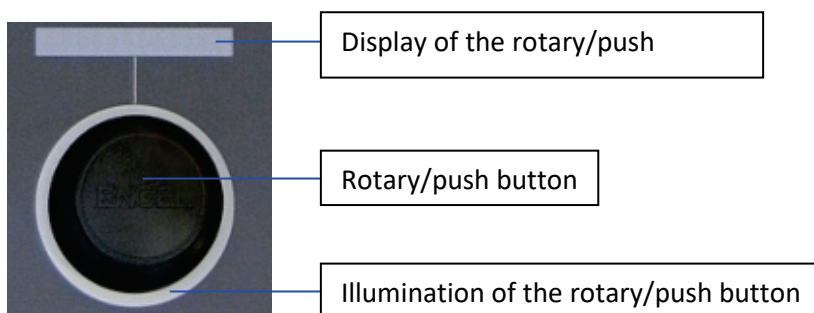 Display of the rotary/push
Rotary/push button
ENGEL
Illumination of the rotary/push button